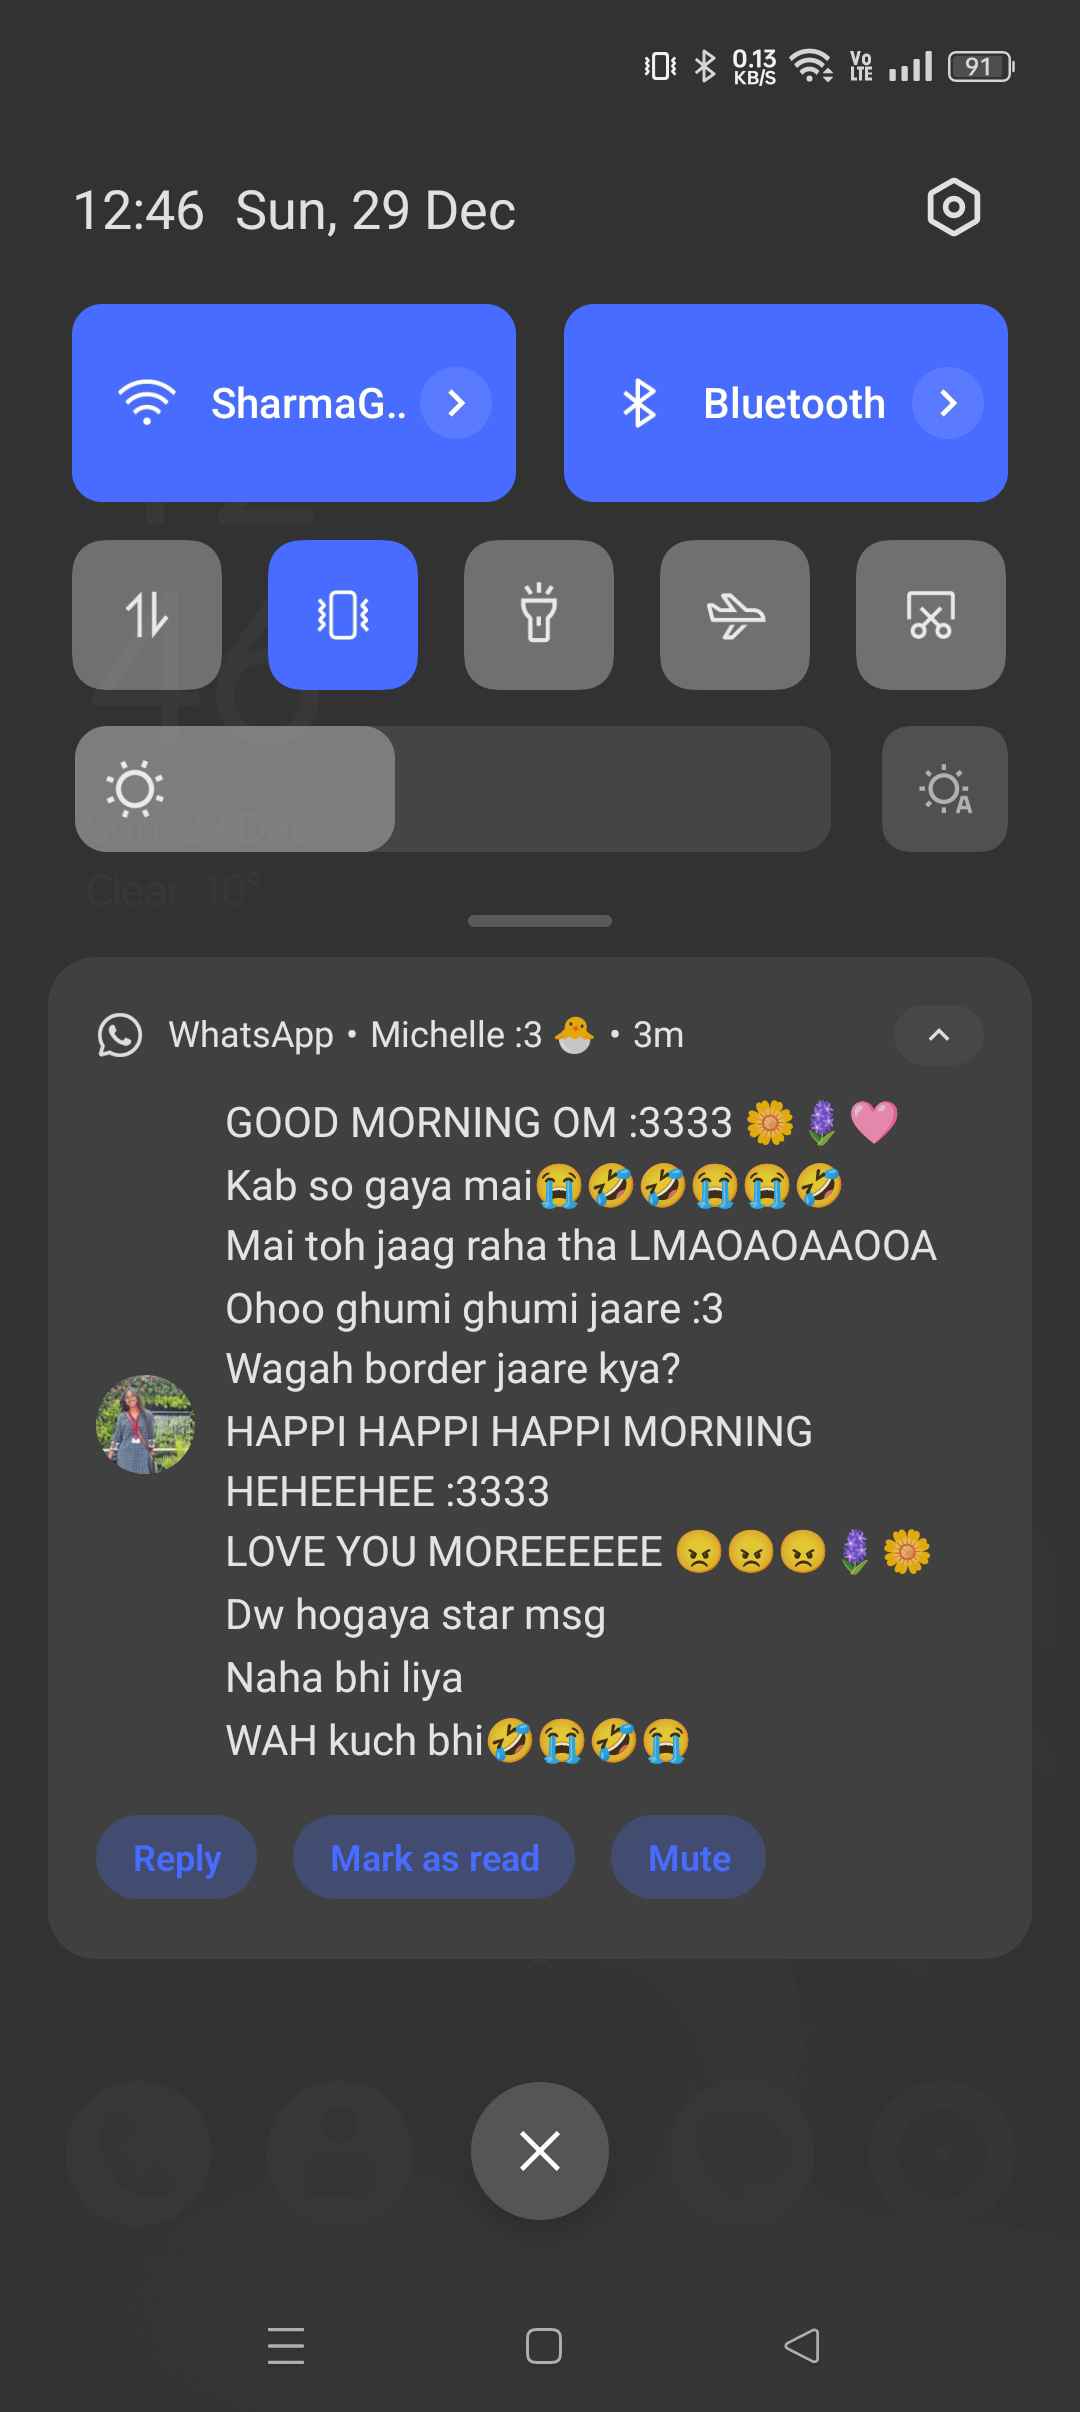 0.13 KB/S Vo LTE 91
12:46 Sun, 29 Dec
SharmaG.. Bluetooth
A
Clear 10°
WhatsApp • Michelle :3 🐣 • 3m
GOOD MORNING OM :3333 🌼🪻🩷
Kab so gaya mai😭🤣🤣😭😭🤣
Mai toh jaag raha tha LMAOAOAAOOA
Ohoo ghumi ghumi jaare :3
Wagah border jaare kya?
HAPPI HAPPI HAPPI MORNING
HEHEEHEE :3333
LOVE YOU MOREEEEEE 😠😠😠🪻🌼
Dw hogaya star msg
Naha bhi liya
WAH kuch bhi🤣😭🤣😭
Reply Mark as read Mute